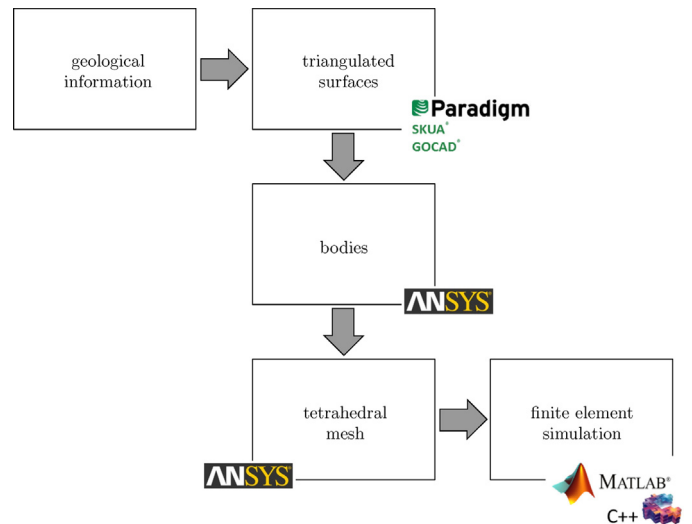 geological
information
triangulated
surfaces
Paradigm
SKUA®
GOCAD®
bodies
ANSYS®
tetrahedral
mesh
ANSYS®
finite element
simulation
MATLAB®
C++